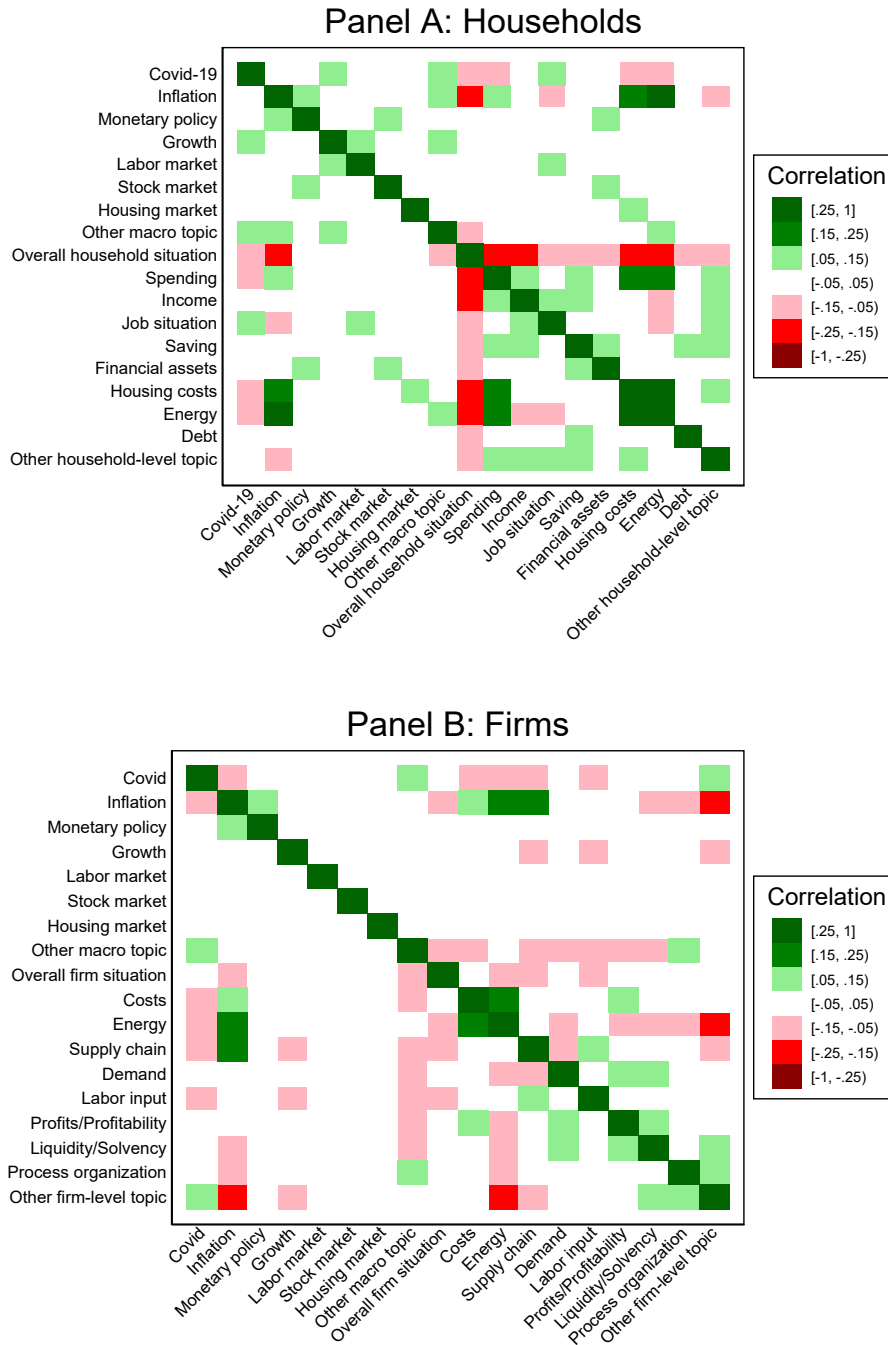 Panel A: Households
Covid-19
Inflation
Monetary policy
Growth
Labor market
Stock market
Housing market
Other macro topic
Overall household situation
Spending
Income
Job situation
Saving
Financial assets
Housing costs
Energy
Debt
Other household-level topic
Covid-19
Inflation
Monetary policy
Growth
Labor market
Stock market
Housing market
Other macro topic
Overall household situation
Spending
Income
Job situation
Saving
Financial assets
Housing costs
Energy
Debt
Other household-level topic
Correlation
[.25, 1]
[.15, .25)
[.05, .15)
[-.05, .05)
[-.15, -.05)
[-.25, -.15)
[-1, -.25)
Panel B: Firms
Covid
Inflation
Monetary policy
Growth
Labor market
Stock market
Housing market
Other macro topic
Overall firm situation
Costs
Energy
Supply chain
Demand
Labor input
Profits/Profitability
Liquidity/Solvency
Process organization
Other firm-level topic
Covid
Inflation
Monetary policy
Growth
Labor market
Stock market
Housing market
Other macro topic
Overall firm situation
Costs
Energy
Supply chain
Demand
Labor input
Profits/Profitability
Liquidity/Solvency
Process organization
Other firm-level topic
Correlation
[.25, 1]
[.15, .25)
[.05, .15)
[-.05, .05)
[-.15, -.05)
[-.25, -.15)
[-1, -.25)